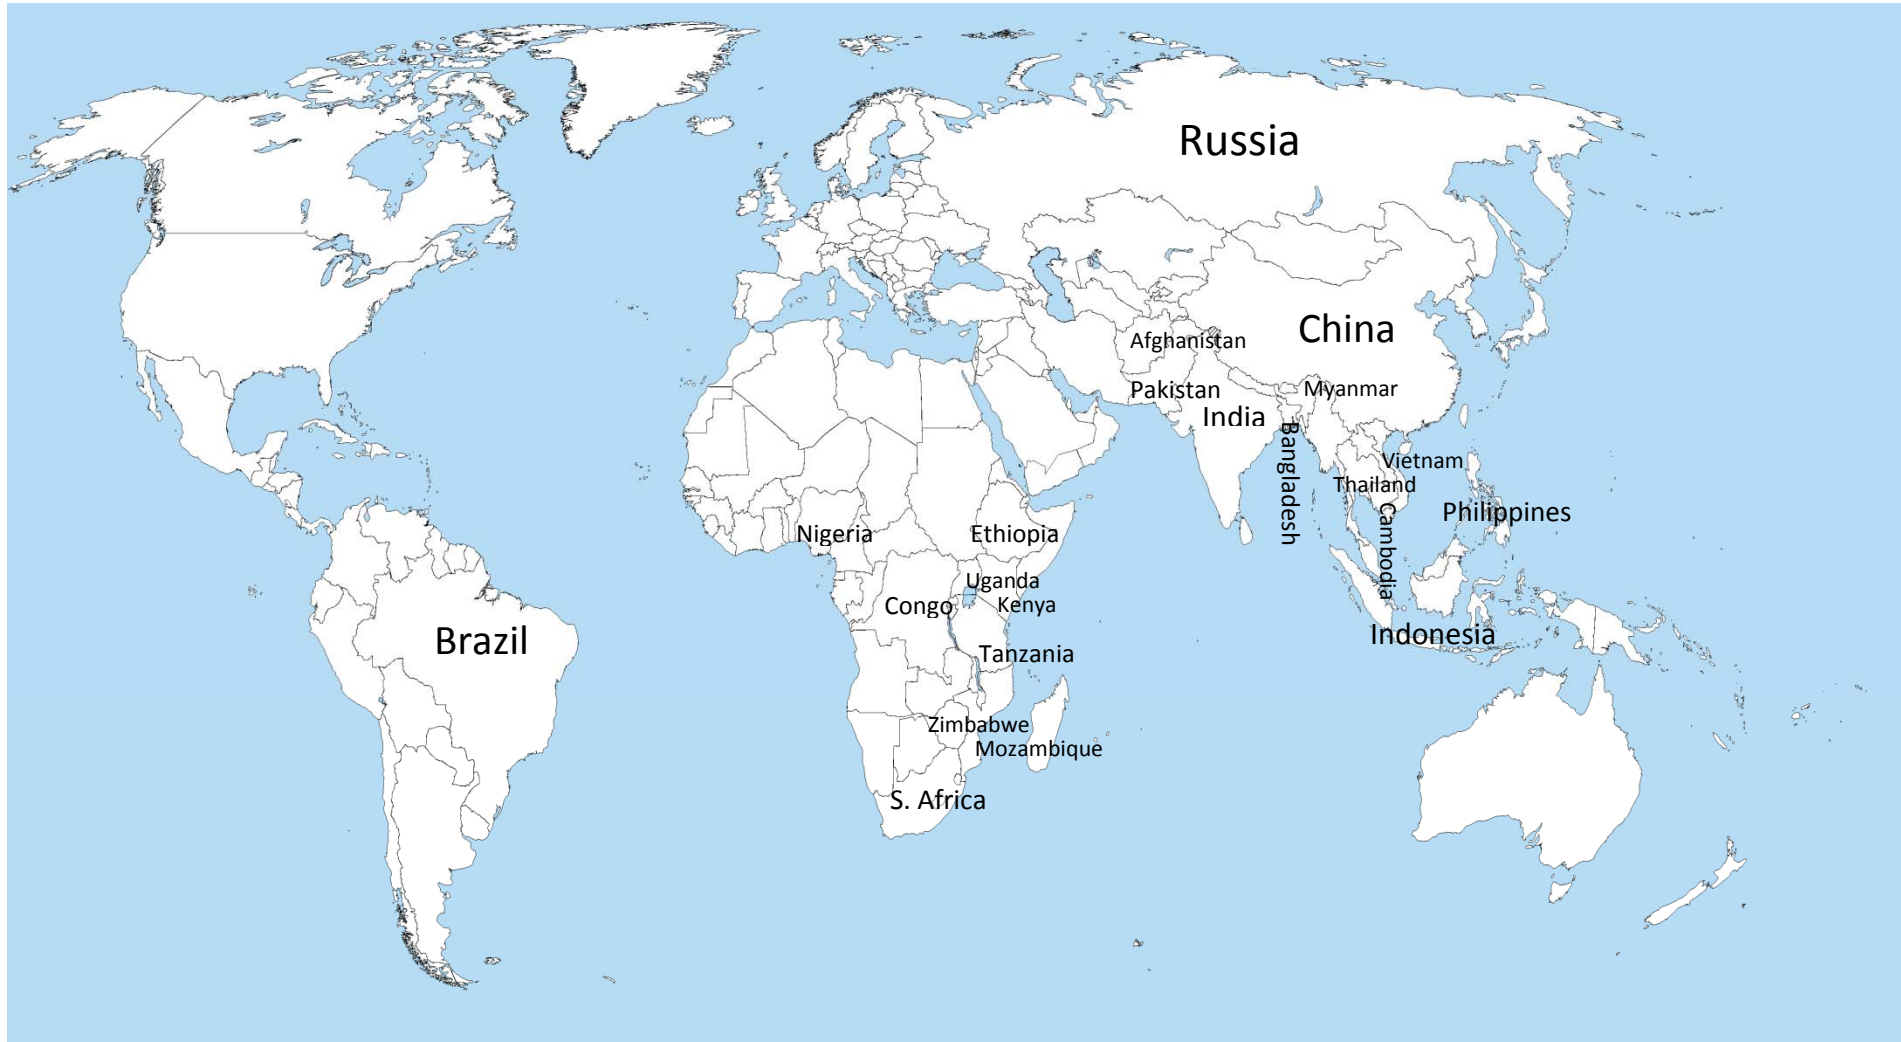 Russia
China
Afghanistan
Pakistan
Myanmar
India
Bangladesh
Vietnam
Thailand
Cambodia
Philippines
Nigeria
Ethiopia
Uganda
Congo
Kenya
Indonesia
Brazil
Tanzania
Zimbabwe
Mozambique
S. Africa